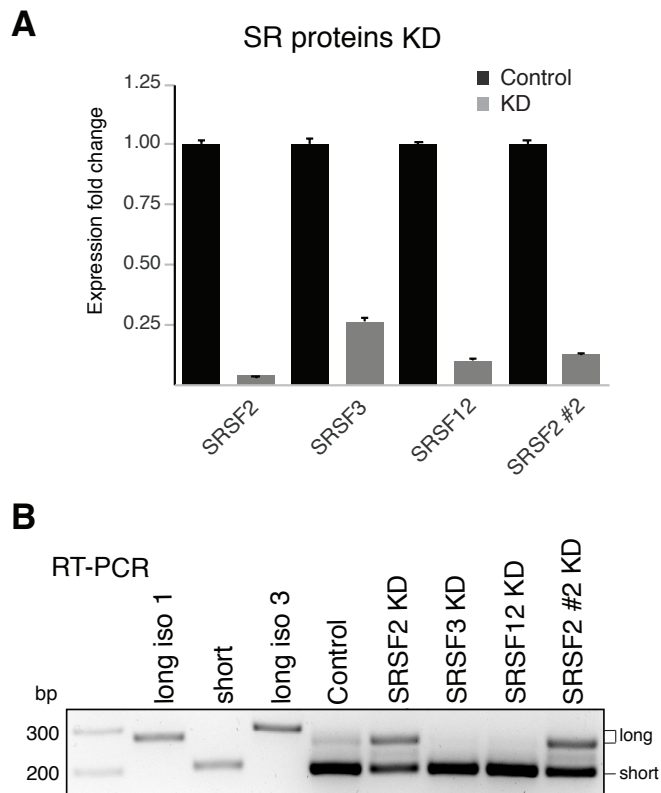 A
SR proteins KD
Control
KD
Expression fold change
1.25
1.00
0.75
0.50
0.25
SRSF2
SRSF3
SRSF12
SRSF2 #2
B
RT-PCR
long iso 1
short
long iso 3
Control
SRSF2 KD
SRSF3 KD
SRSF12 KD
SRSF2 #2 KD
bp
300
200
long
short